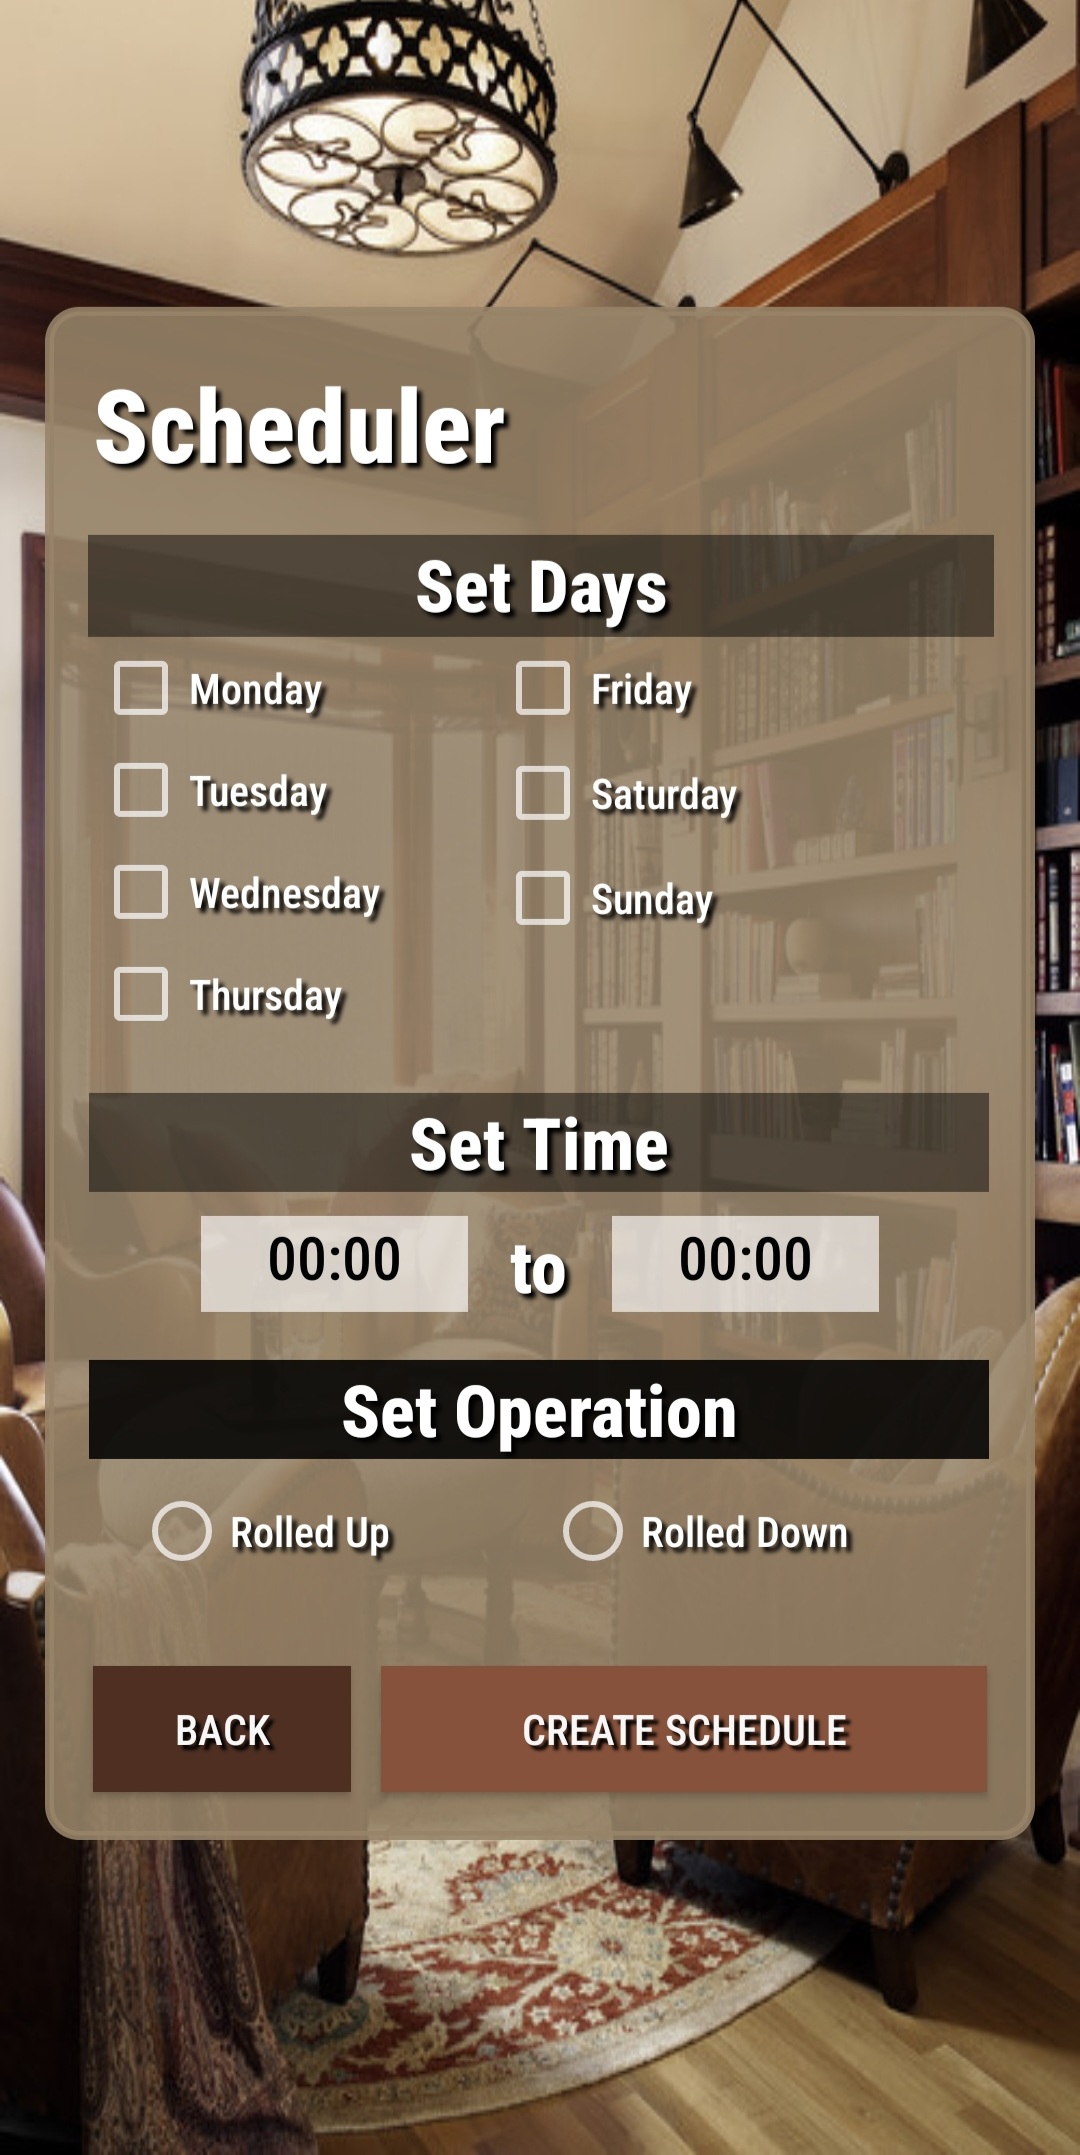 Scheduler
Set Days
Monday
Tuesday
Wednesday
Thursday
Friday
Saturday
Sunday
Set Time
00:00 to 00:00
Set Operation
Rolled Up
Rolled Down
BACK
CREATE SCHEDULE